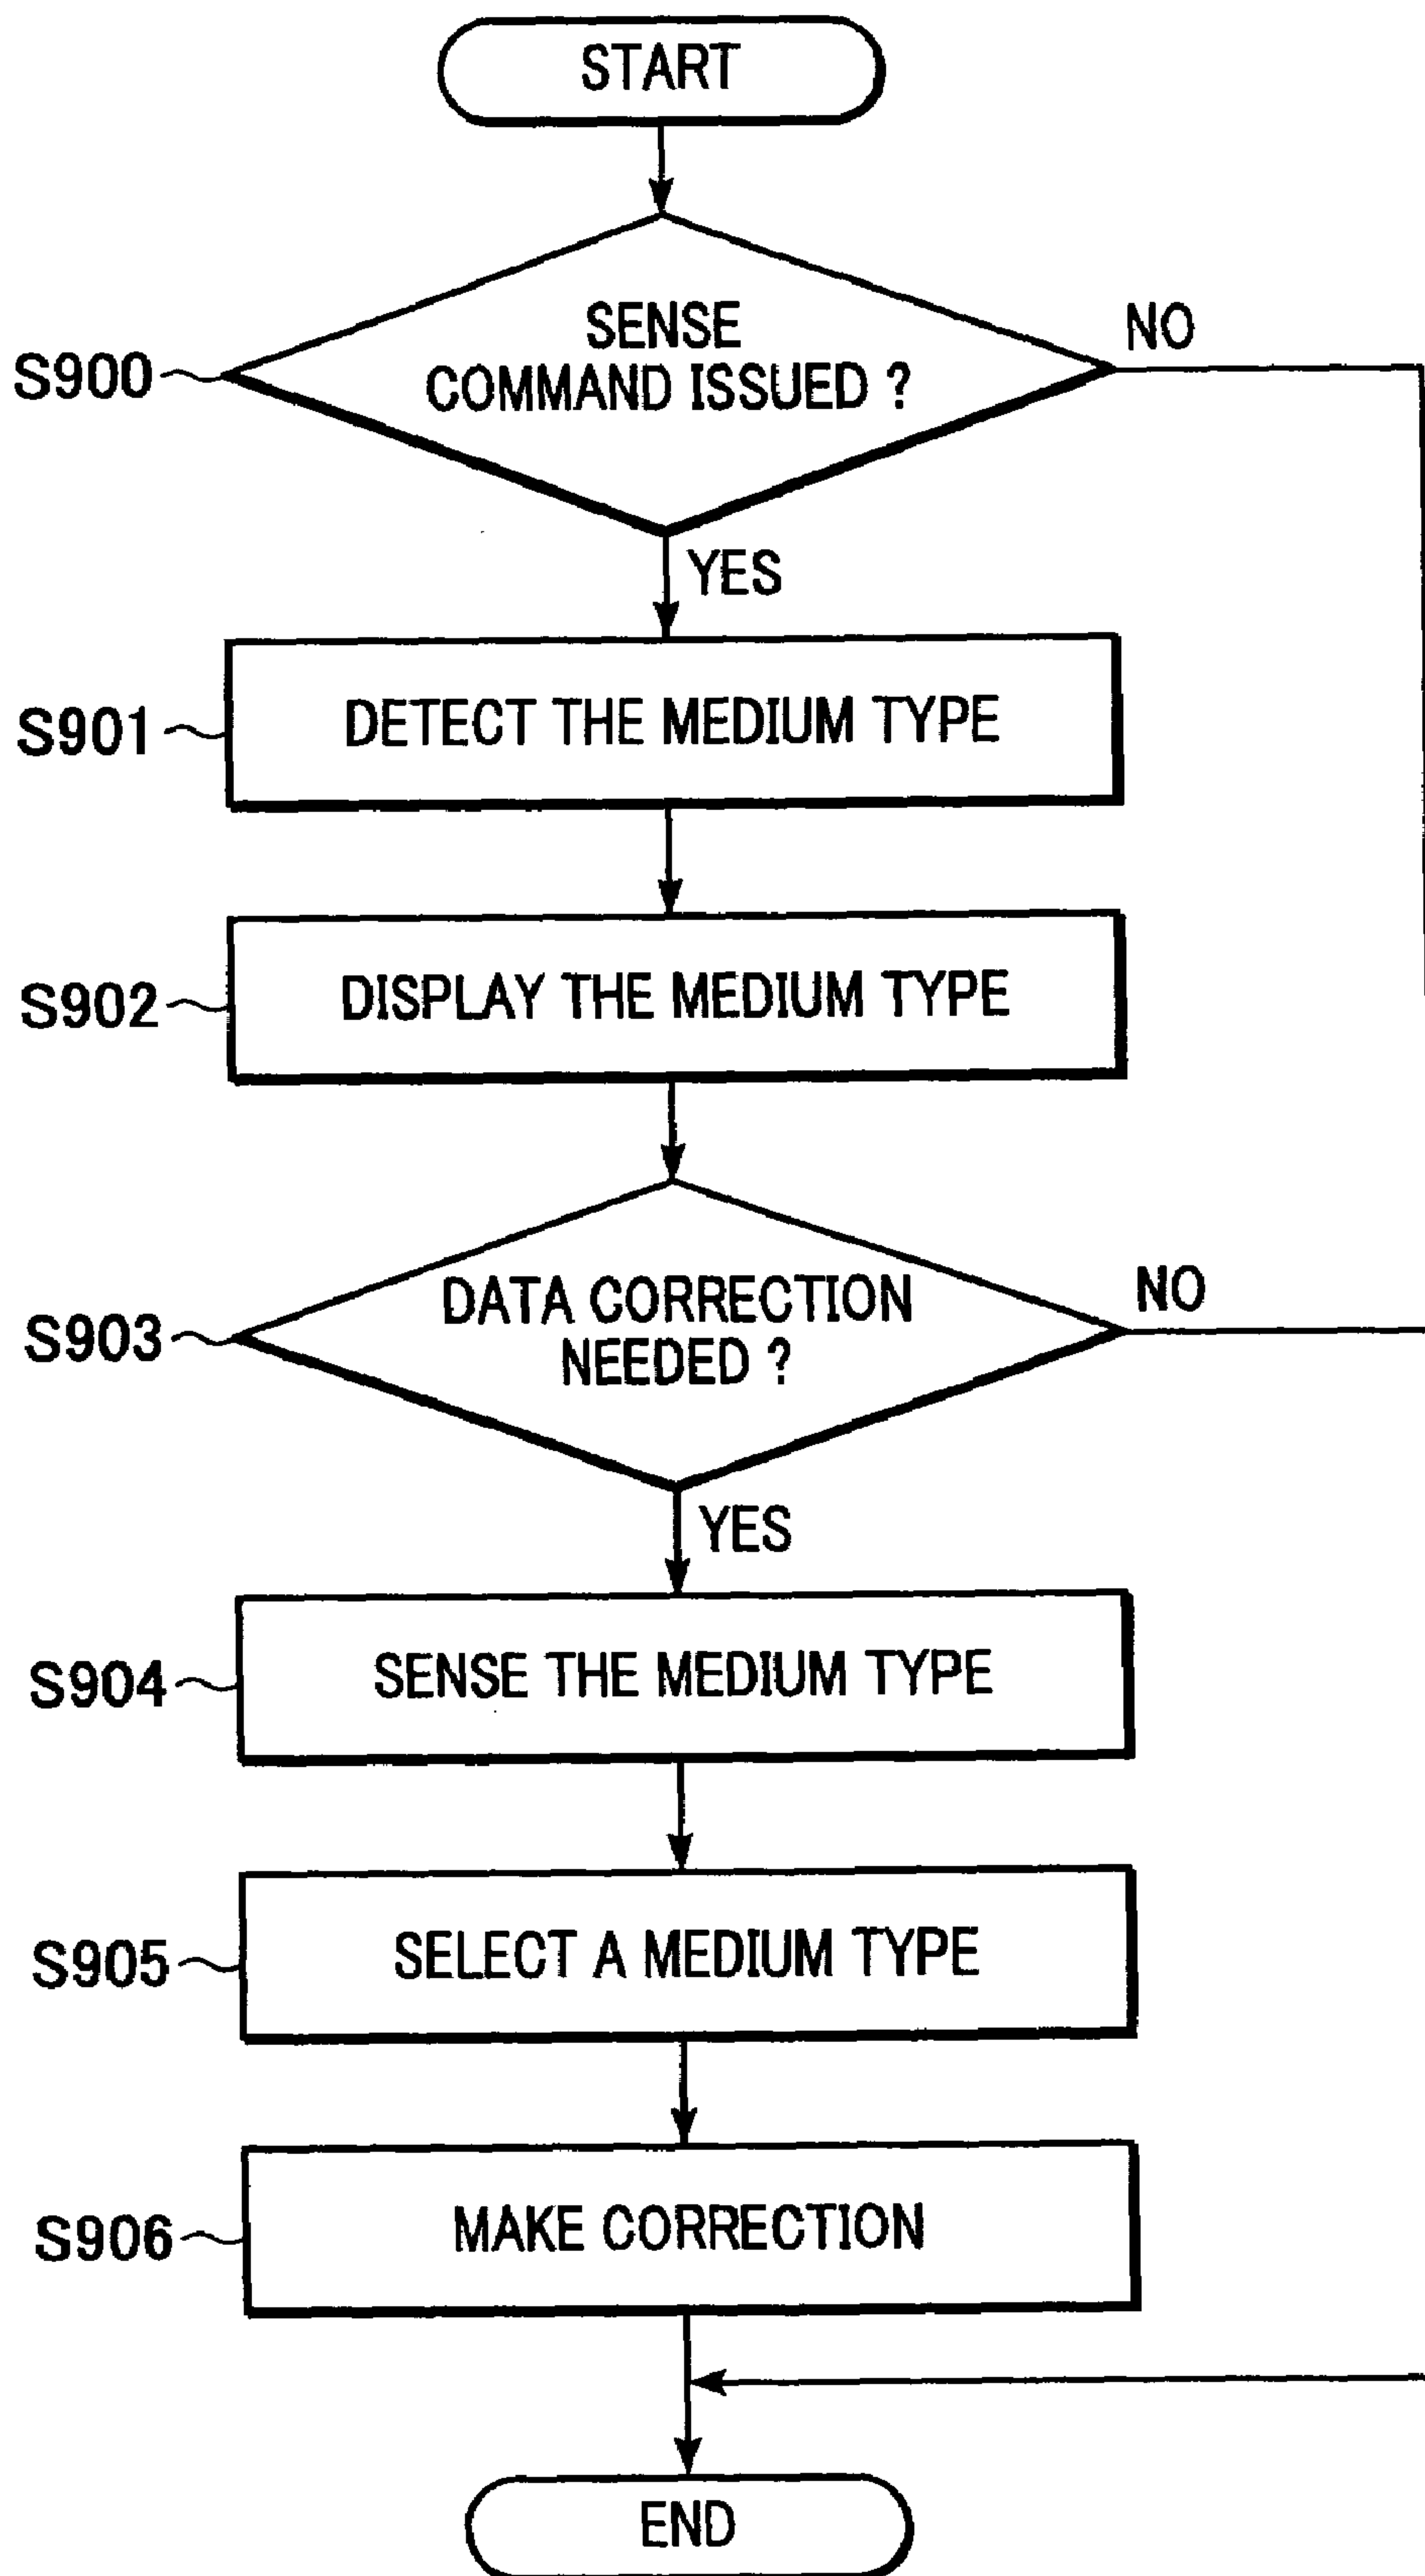 START
SENSE
COMMAND ISSUED ?
NO
S900
YES
S901
DETECT THE MEDIUM TYPE
S902
DISPLAY THE MEDIUM TYPE
DATA CORRECTION
NEEDED ?
NO
S903
YES
S904
SENSE THE MEDIUM TYPE
S905
SELECT A MEDIUM TYPE
S906
MAKE CORRECTION
END